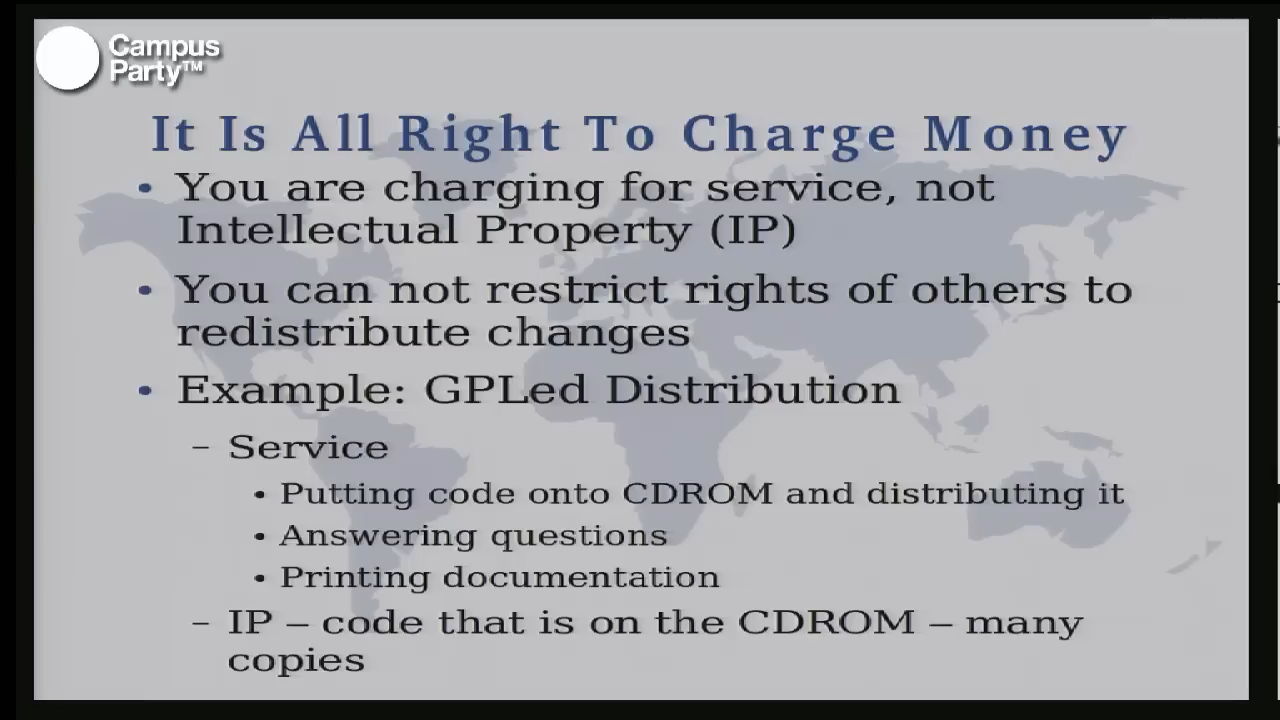 Campus
Party™
It Is All Right To Charge Money
• You are charging for service, not
Intellectual Property (IP)
• You can not restrict rights of others to
redistribute changes
• Example: GPLed Distribution
– Service
• Putting code onto CDROM and distributing it
• Answering questions
• Printing documentation
– IP – code that is on the CDROM – many
copies